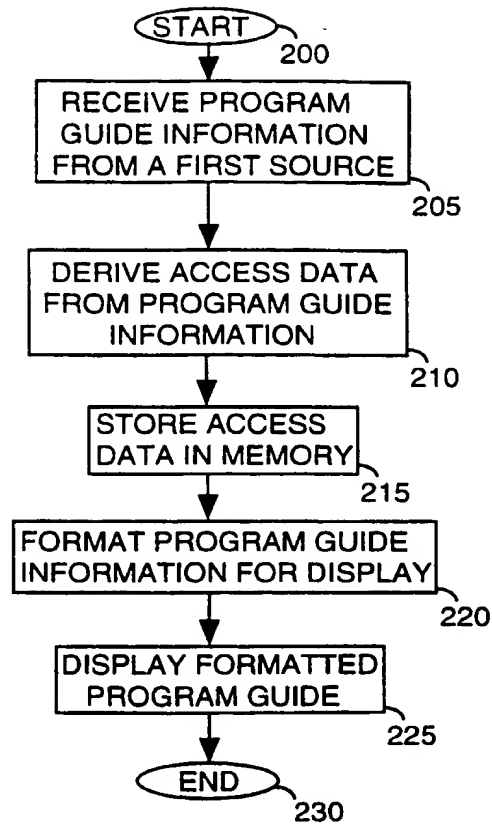 START
200
RECEIVE PROGRAM
GUIDE INFORMATION
FROM A FIRST SOURCE
205
DERIVE ACCESS DATA
FROM PROGRAM GUIDE
INFORMATION
210
STORE ACCESS
DATA IN MEMORY
215
FORMAT PROGRAM GUIDE
INFORMATION FOR DISPLAY
220
DISPLAY FORMATTED
PROGRAM GUIDE
225
END
230